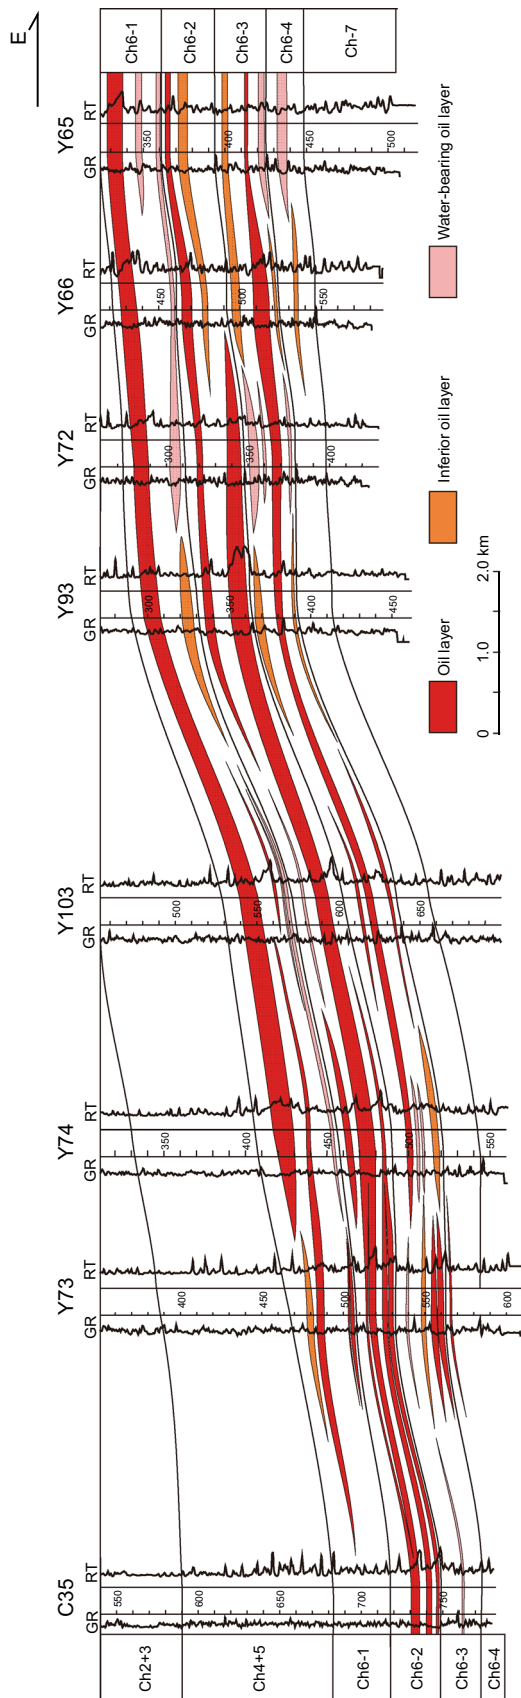 E
C35
Y73
Y74
Y103
Y93
Y72
Y66
Y65
GR RT
GR RT
GR RT
GR RT
GR RT
GR RT
GR RT
GR RT
Ch2+3
Ch4+5
Ch6-1
Ch6-2
Ch6-3
Ch6-4
550
600
650
700
750
400
450
500
550
600
350
400
450
500
550
500
550
600
650
300
350
400
450
300
350
400
450
500
550
350
400
450
500
Ch6-1
Ch6-2
Ch6-3
Ch6-4
Ch-7
Oil layer
Inferior oil layer
Water-bearing oil layer
0 1.0 2.0 km